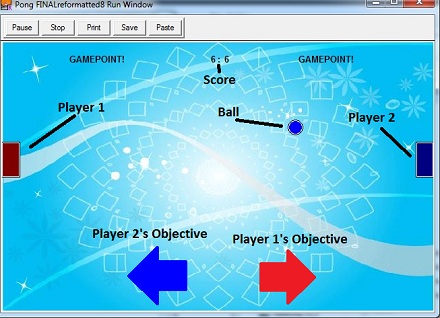 Pong FINALreformatted8 Run Window
Pause Stop Print Save Paste
GAMEPOINT! 6 : 6 GAMEPOINT!
Score
Player 1 Ball Player 2
Player 2's Objective Player 1's Objective